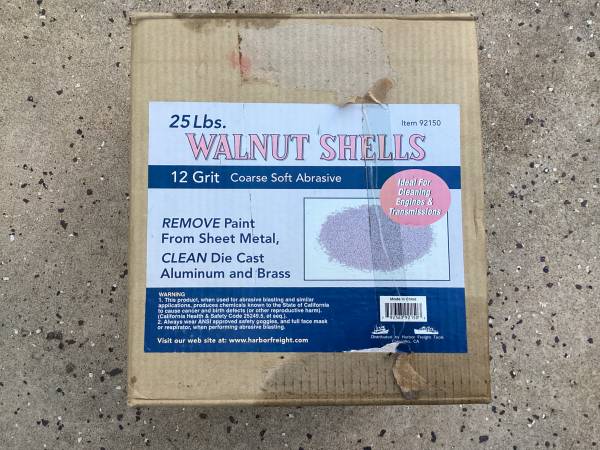 25 Lbs.
Item 92150
WALNUT SHELLS
12 Grit Coarse Soft Abrasive
Ideal For
Cleaning
Engines &
Transmissions
REMOVE Paint
From Sheet Metal,
CLEAN Die Cast
Aluminum and Brass
WARNING
1. This product, when used for abrasive blasting and similar
applications, produces chemicals known to the State of California
to cause cancer and birth defects (or other reproductive harm).
(California Health & Safety Code 25249.5, et seq.).
2. Always wear ANSI approved safety goggles, and full face mask
or respirator, when performing abrasive blasting.
Visit our web site at: www.harborfreight.com
Made in China
Distributed by Harbor Freight Tools
CA